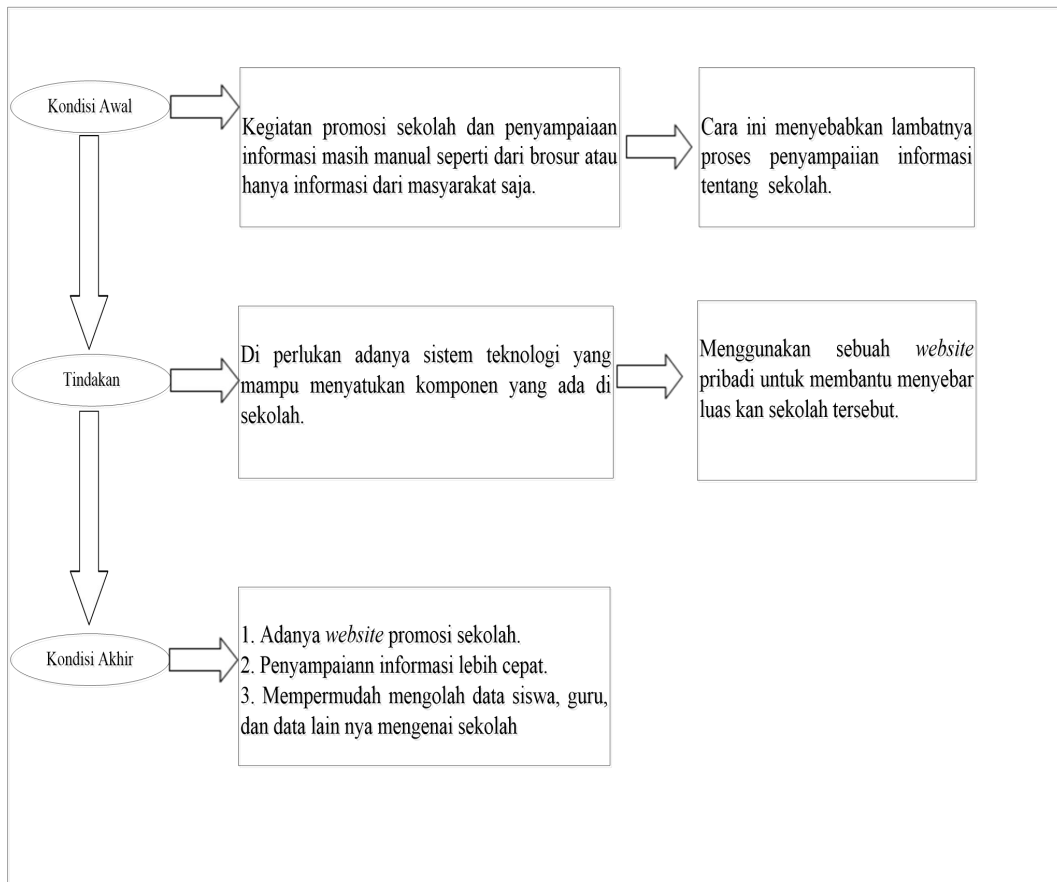 Kondisi Awal
Kegiatan promosi sekolah dan penyampaiaan
informasi masih manual seperti dari brosur atau
hanya informasi dari masyarakat saja.
Cara ini menyebabkan lambatnya
proses penyampaiian informasi
tentang sekolah.
Tindakan
Di perlukan adanya sistem teknologi yang
mampu menyatukan komponen yang ada di
sekolah.
Menggunakan sebuah website
pribadi untuk membantu menyebar
luas kan sekolah tersebut.
Kondisi Akhir
1. Adanya website promosi sekolah.
2. Penyampaiann informasi lebih cepat.
3. Mempermudah mengolah data siswa, guru,
dan data lain nya mengenai sekolah